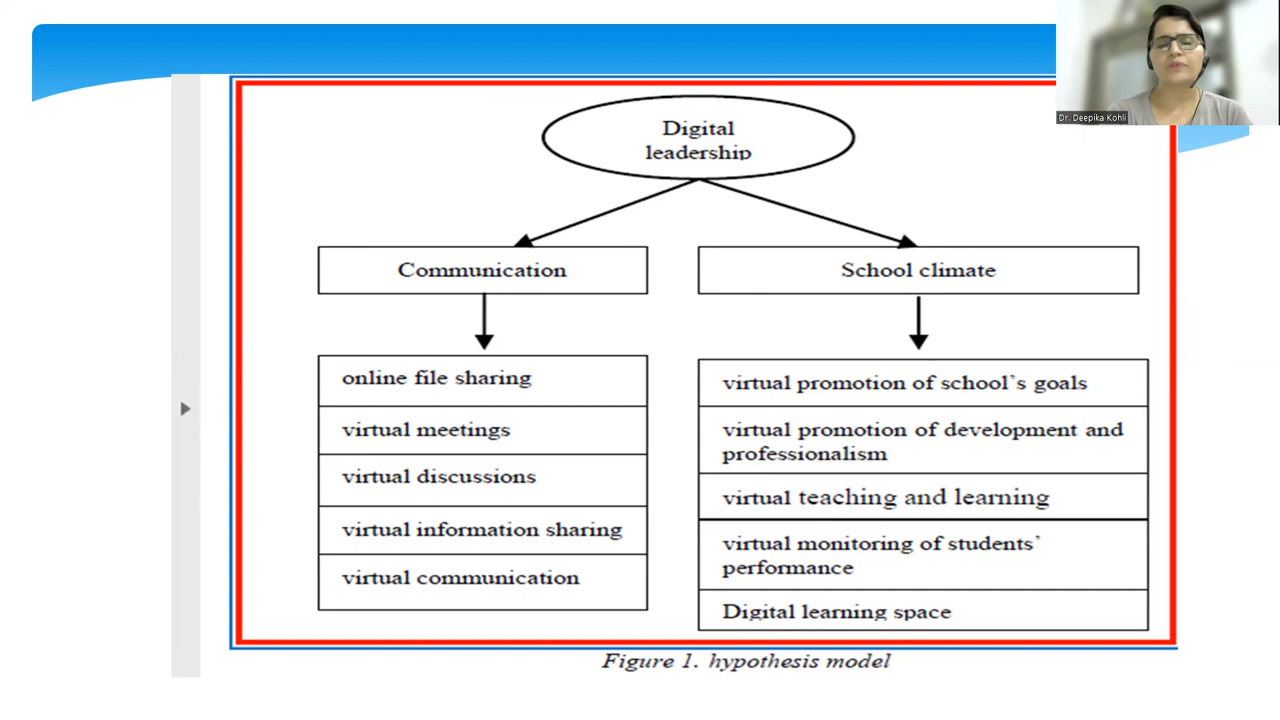 Dr. Deepika Kohli
Digital
leadership
Communication
School climate
online file sharing
virtual meetings
virtual discussions
virtual information sharing
virtual communication
virtual promotion of school's goals
virtual promotion of development and
professionalism
virtual teaching and learning
virtual monitoring of students'
performance
Digital learning space
Figure 1. hypothesis model